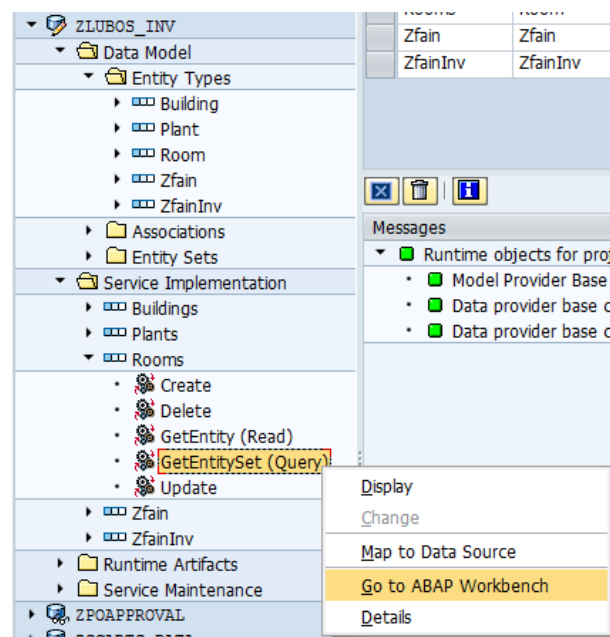 ZLUBOS_INV
Data Model
Entity Types
Building
Plant
Room
Zfain
ZfainInv
Associations
Entity Sets
Service Implementation
Buildings
Plants
Rooms
Create
Delete
GetEntity (Read)
GetEntitySet (Query)
Update
Zfain
ZfainInv
Runtime Artifacts
Service Maintenance
ZPOAPPROVAL
Zfain Zfain
ZfainInv ZfainInv
Messages
Runtime objects for proj
Model Provider Base
Data provider base c
Data provider base c
Display
Change
Map to Data Source
Go to ABAP Workbench
Details